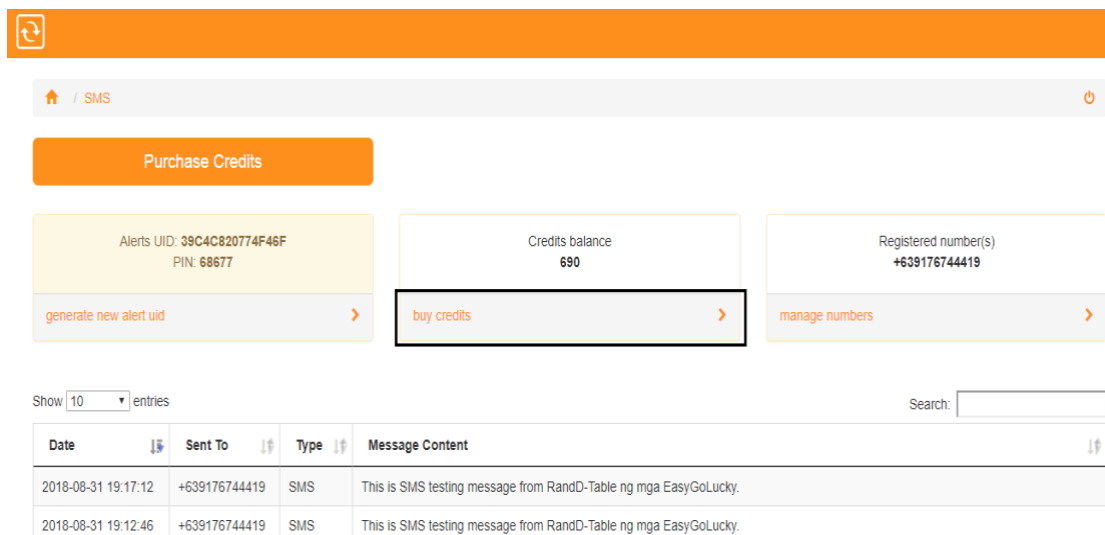 / SMS
Purchase Credits
Alerts UID: 39C4C820774F46F
PIN: 68677
Credits balance
690
Registered number(s)
+639176744419
generate new alert uid
buy credits
manage numbers
Show 10 entries
Search:
Date Sent To Type Message Content
2018-08-31 19:17:12 +639176744419 SMS This is SMS testing message from RandD-Table ng mga EasyGoLucky.
2018-08-31 19:12:46 +639176744419 SMS This is SMS testing message from RandD-Table ng mga EasyGoLucky.